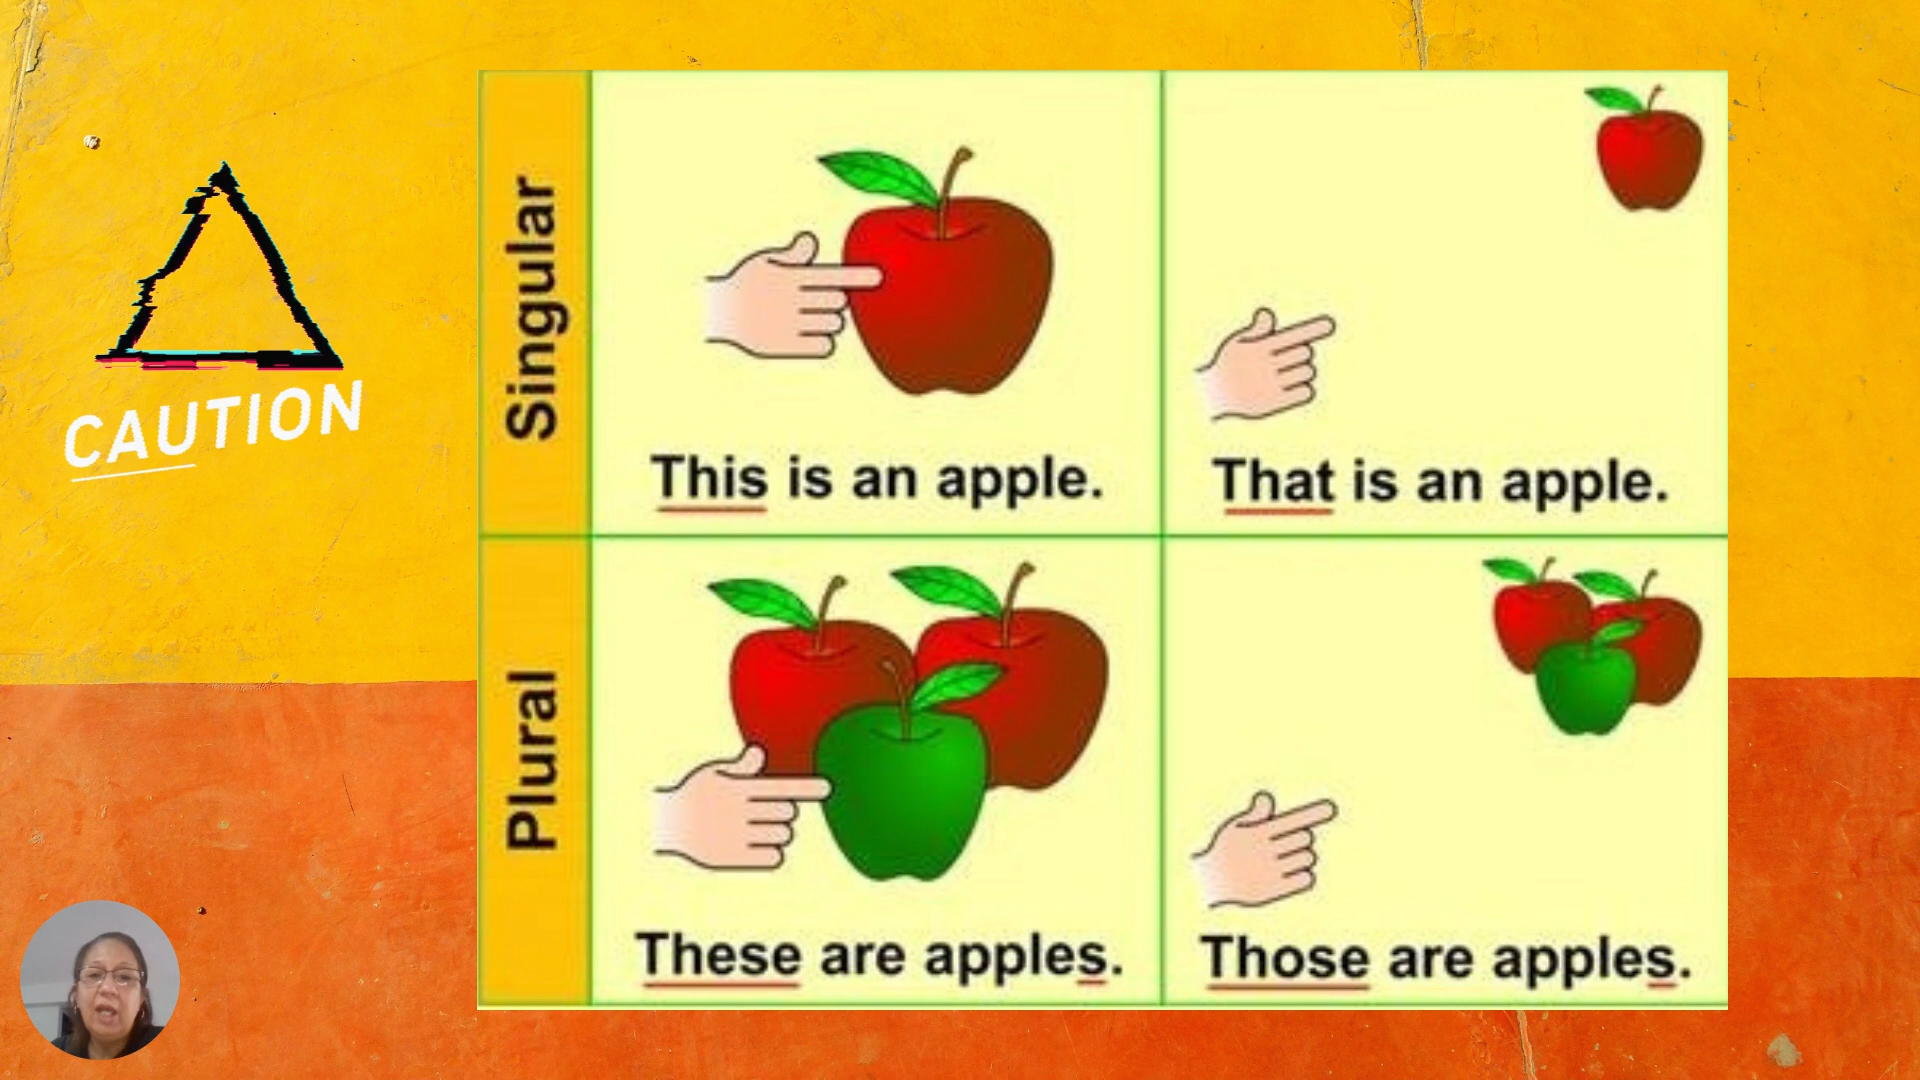 CAUTION
Singular
This is an apple.
That is an apple.
Plural
These are apples.
Those are apples.